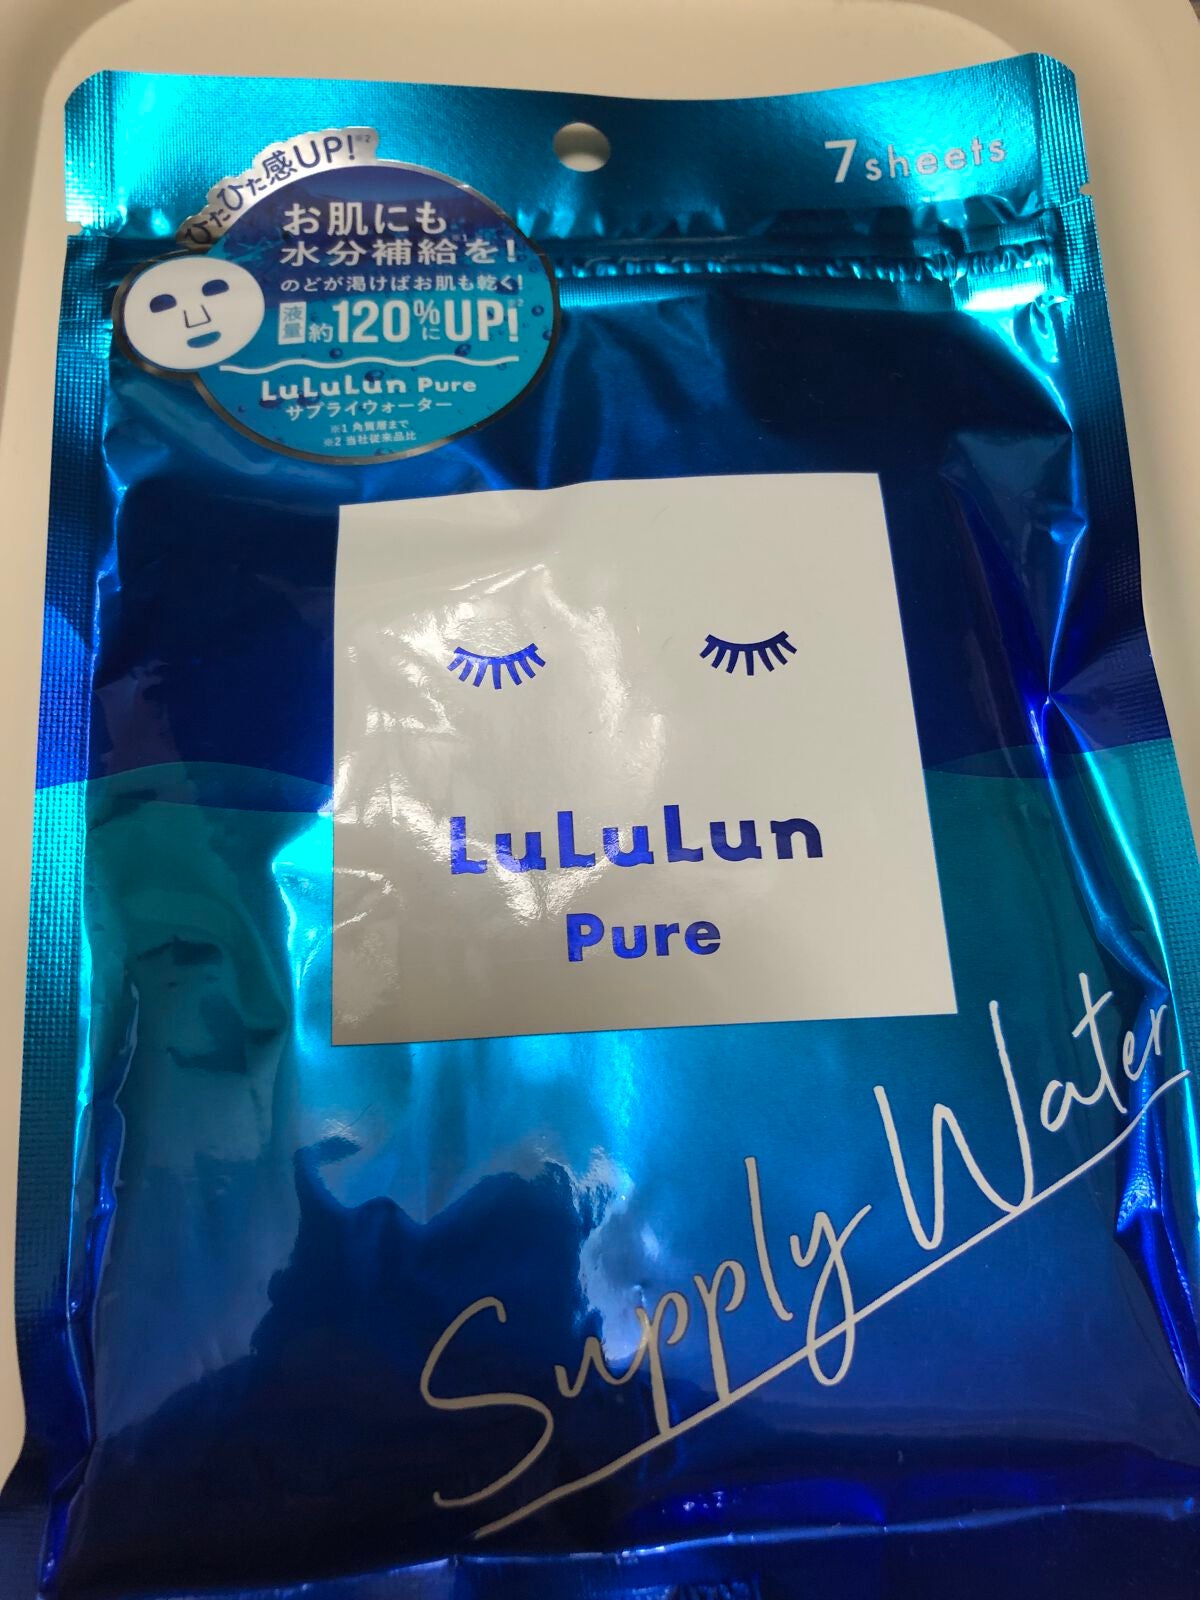 7sheets
ひたひた感UP!※2
お肌にも
水分補給※1を!
のどが渇けばお肌も乾く!
液量約120%にUP!※2
LuLuLun Pure
サプライウォーター
※1 角質層まで
※2 当社従来品比
LuLuLun
Pure
Supply Water